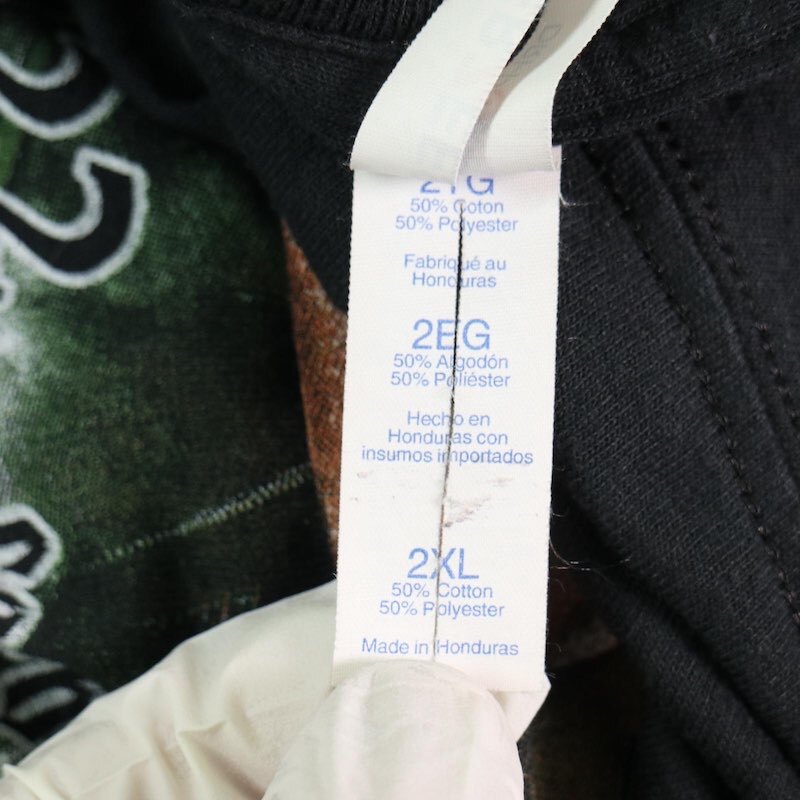 2TG
50% Coton
50% Polyester
Fabriqué au
Honduras
2EG
50% Algodón
50% Poliéster
Hecho en
Honduras con
insumos importados
2XL
50% Cotton
50% Polyester
Made in Honduras